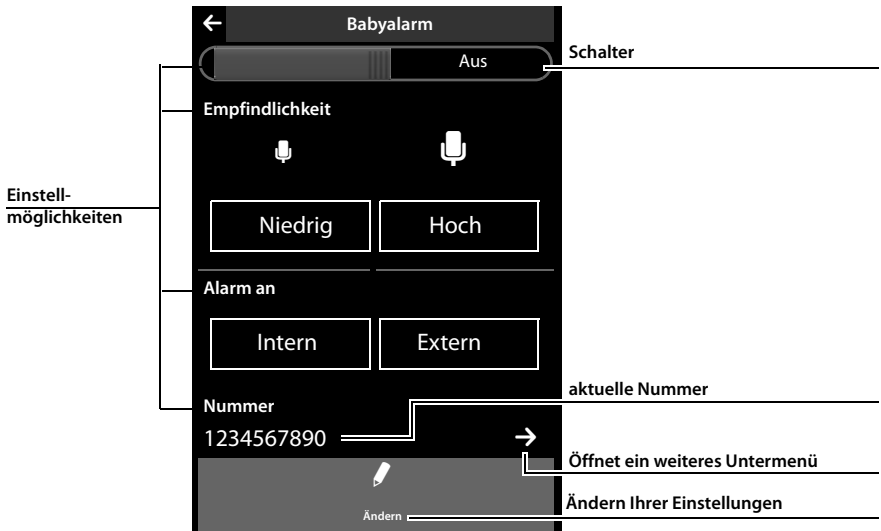 Babyalarm
Aus
Schalter
Empfindlichkeit
Einstell-
möglichkeiten
Niedrig Hoch
Alarm an
Intern Extern
aktuelle Nummer
Nummer
1234567890
Öffnet ein weiteres Untermenü
Ändern Ihrer Einstellungen
Ändern